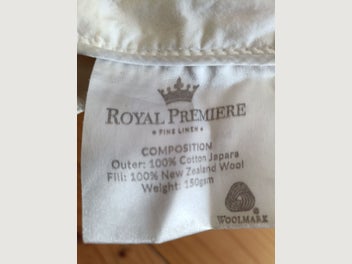 ROYAL PREMIERE
• FINE LINEN •
COMPOSITION
Outer: 100% Cotton Japara
Fill: 100% New Zealand Wool
Weight: 150gsm
WOOLMARK